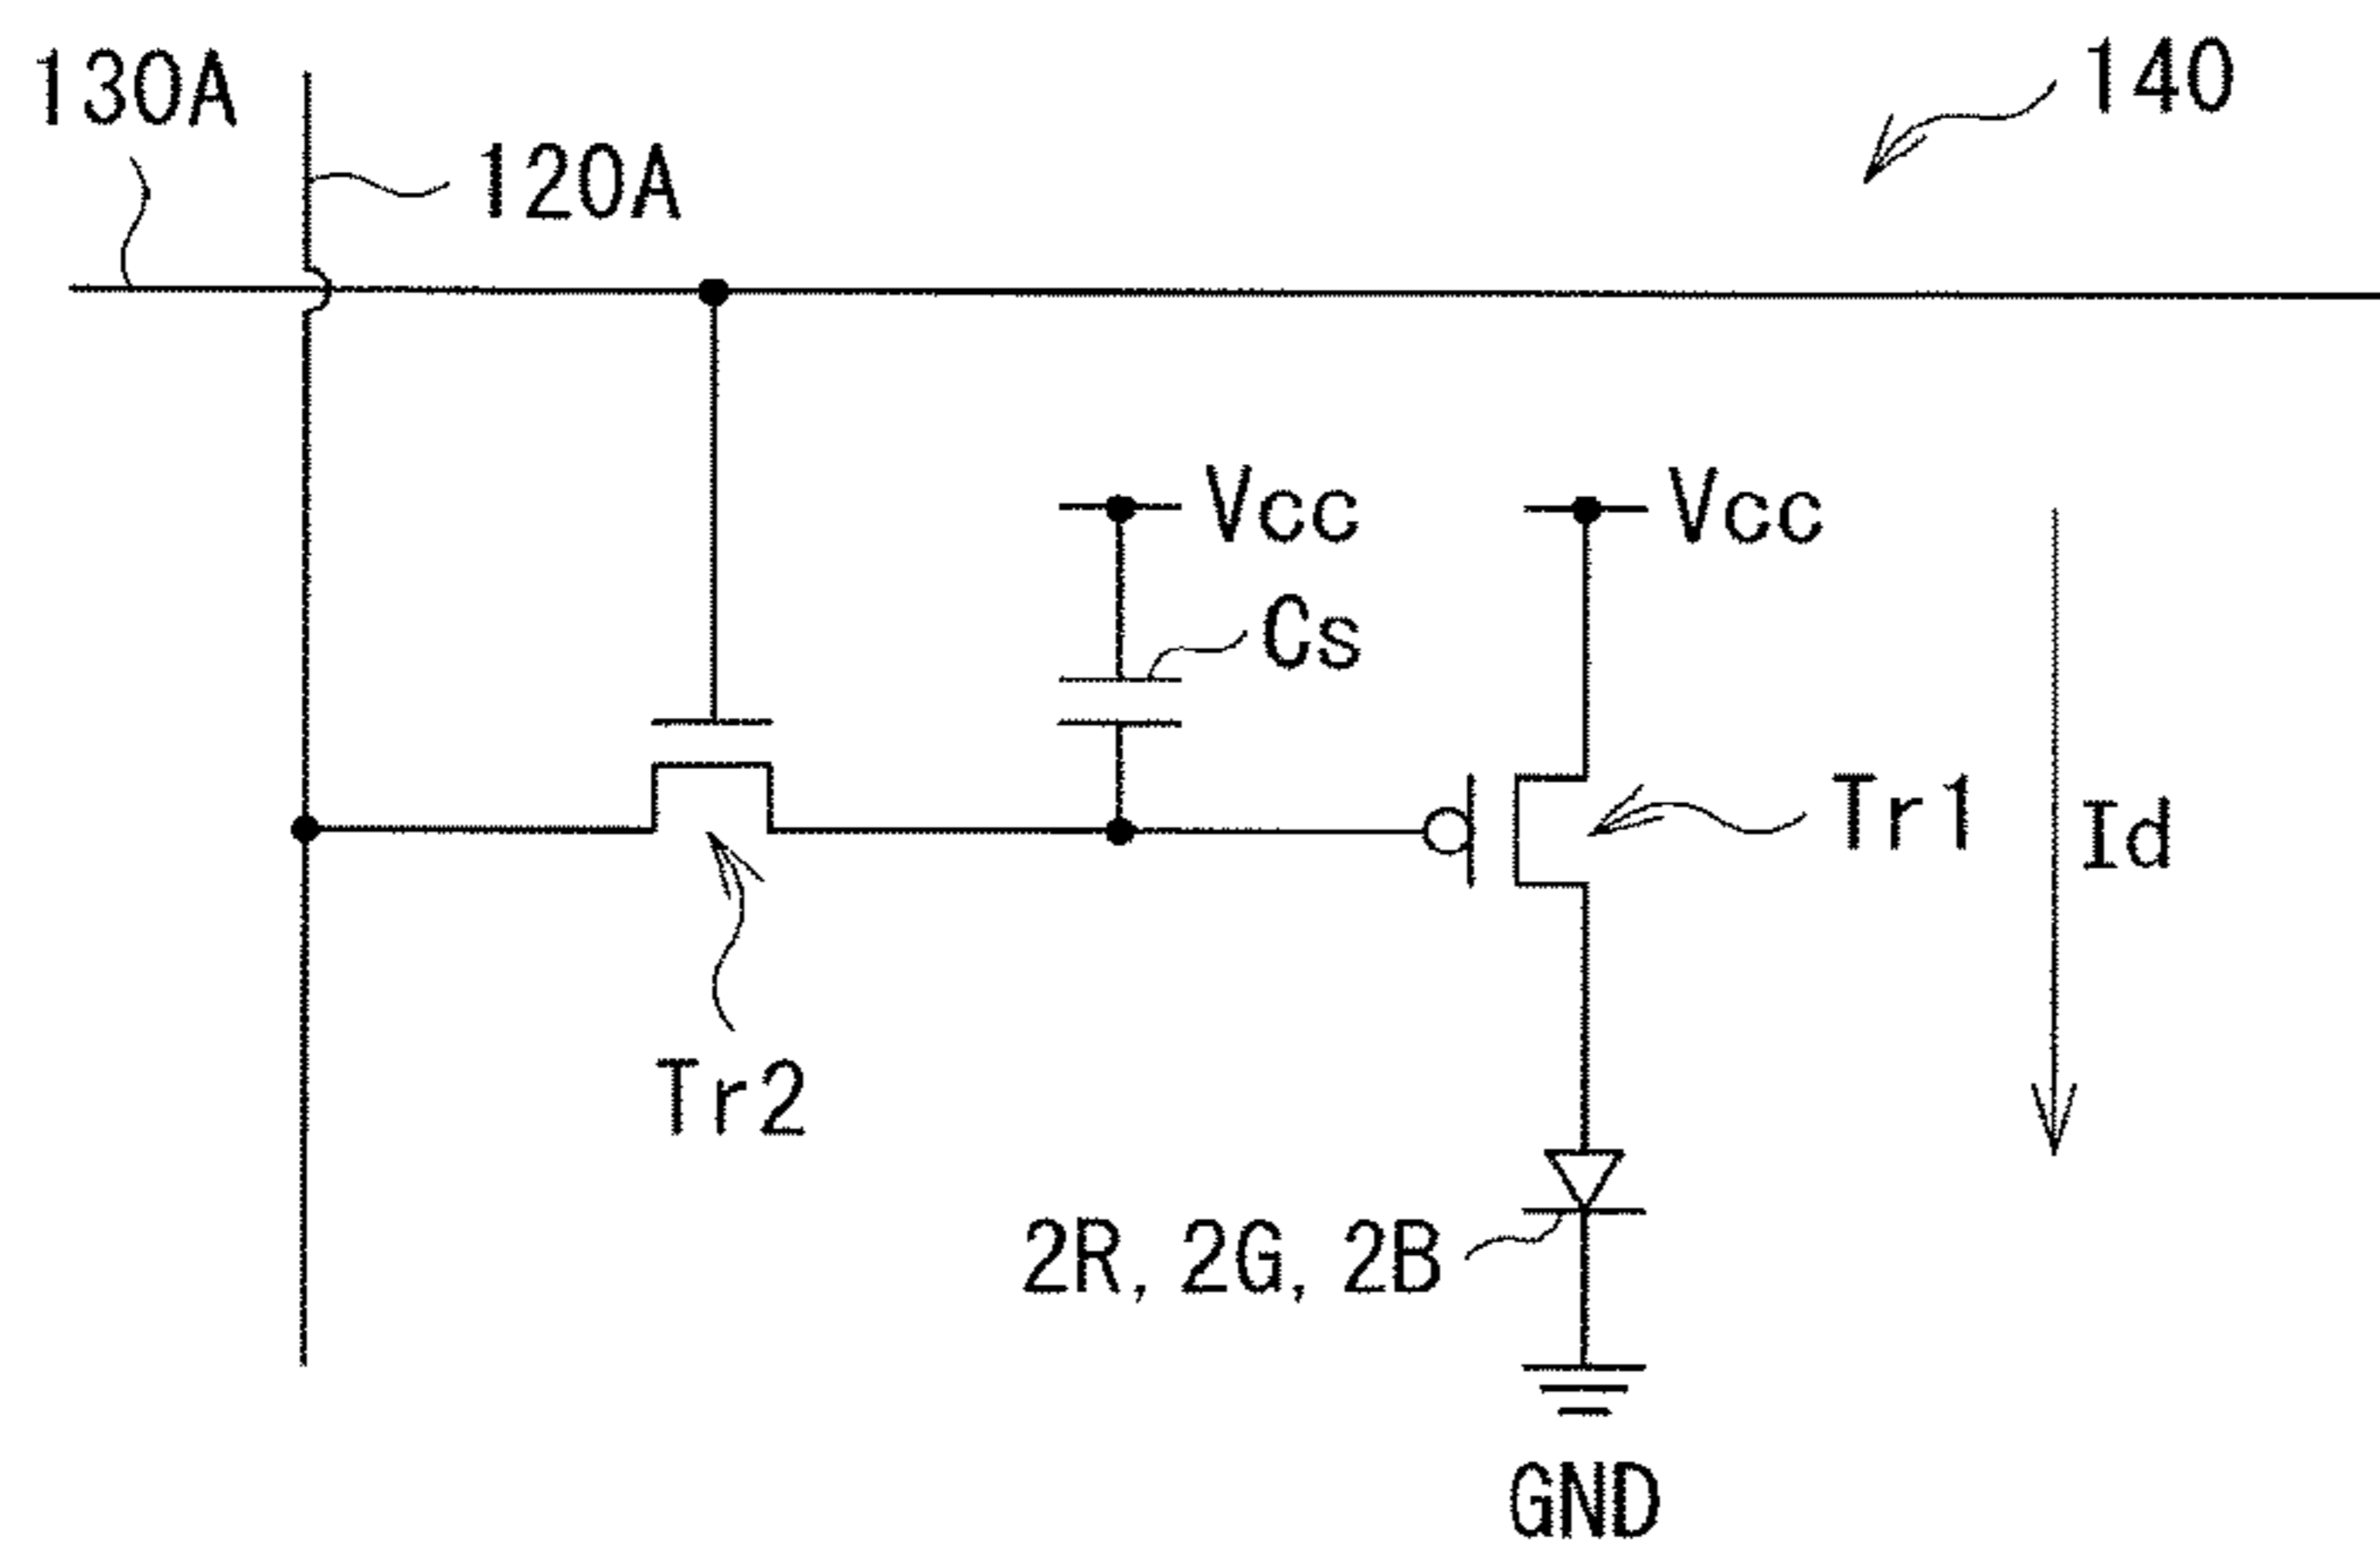 130A
120A
140
Vcc
Vcc
Cs
Tr1
Id
Tr2
2R, 2G, 2B
GND